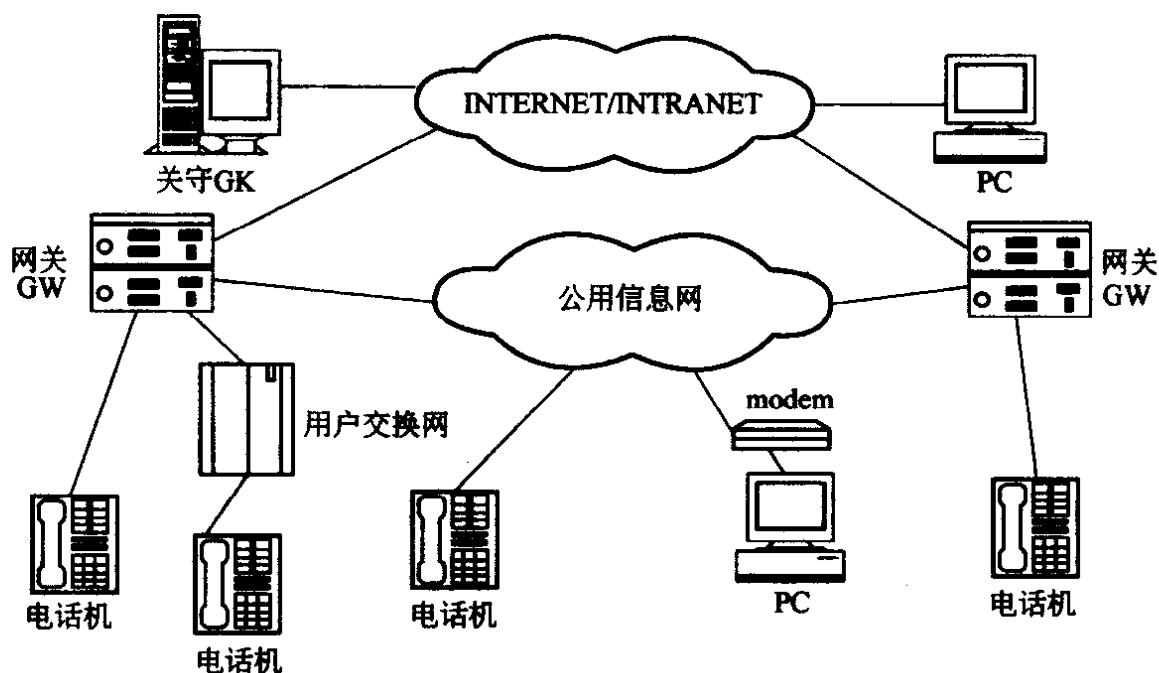 INTERNET/INTRANET
关守GK
PC
网关
GW
公用信息网
网关
GW
用户交换网
modem
电话机
电话机
电话机
PC
电话机